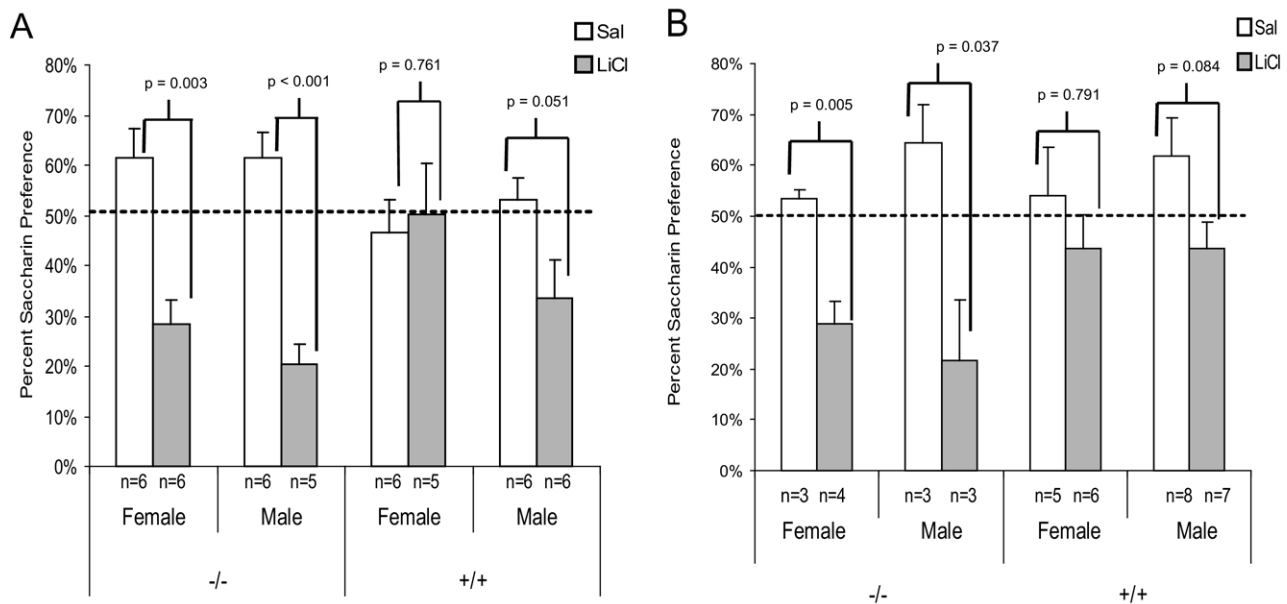 A
Sal
LiCl
p = 0.003
p < 0.001
p = 0.761
p = 0.051
Percent Saccharin Preference
80%
70%
60%
50%
40%
30%
20%
10%
0%
n=6 n=6 n=6 n=5 n=6 n=5 n=6 n=6
Female Male Female Male
-/- +/+
B
Sal
LiCl
p = 0.005
p = 0.037
p = 0.791
p = 0.084
Percent Saccharin Preference
80%
70%
60%
50%
40%
30%
20%
10%
0%
n=3 n=4 n=3 n=3 n=5 n=6 n=8 n=7
Female Male Female Male
-/- +/+